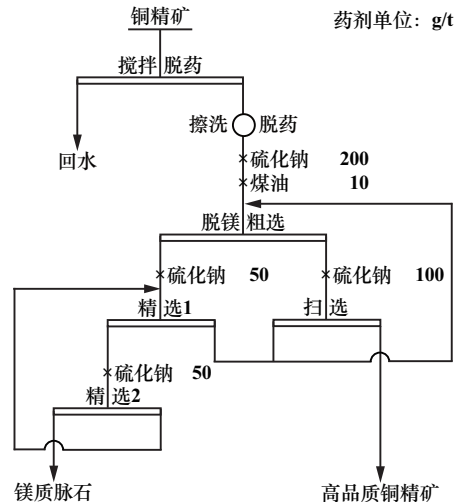 铜精矿
药剂单位：g/t
搅拌 脱药
擦洗 脱药
回水
硫化钠 200
煤油 10
脱镁 粗选
硫化钠 50
硫化钠 100
精选1
扫选
硫化钠 50
精选2
镁质脉石
高品质铜精矿